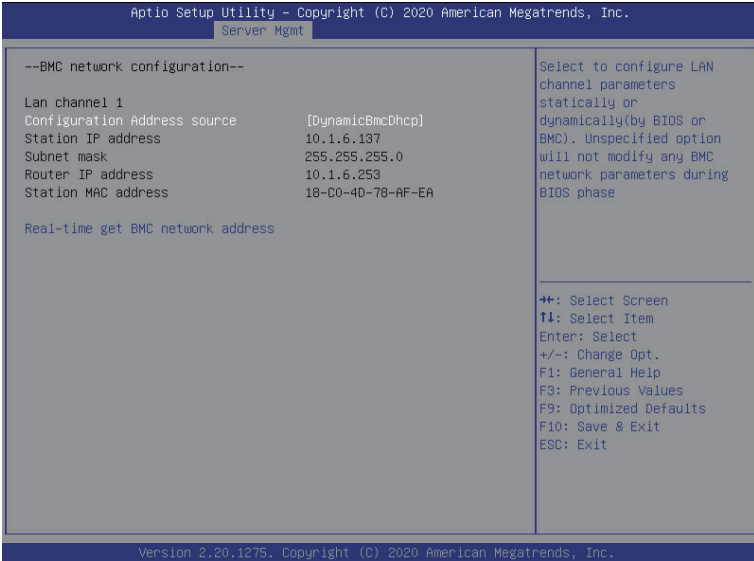 Aptio Setup Utility – Copyright (C) 2020 American Megatrends, Inc.
Server Mgmt
--BMC network configuration--
Lan channel 1
Configuration Address source [DynamicBmcDhcp]
Station IP address 10.1.6.137
Subnet mask 255.255.255.0
Router IP address 10.1.6.253
Station MAC address 18-C0-4D-78-AF-EA
Real-time get BMC network address
Select to configure LAN
channel parameters
statically or
dynamically(by BIOS or
BMC). Unspecified option
will not modify any BMC
network parameters during
BIOS phase
→←: Select Screen
↑↓: Select Item
Enter: Select
+/-: Change Opt.
F1: General Help
F3: Previous Values
F9: Optimized Defaults
F10: Save & Exit
ESC: Exit
Version 2.20.1275. Copyright (C) 2020 American Megatrends, Inc.